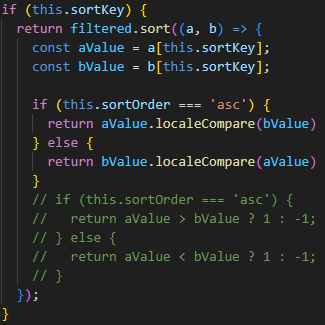 if (this.sortKey) {
  return filtered.sort((a, b) => {
    const aValue = a[this.sortKey];
    const bValue = b[this.sortKey];

    if (this.sortOrder === 'asc') {
      return aValue.localeCompare(bValue)
    } else {
      return bValue.localeCompare(aValue)
    }
    // if (this.sortOrder === 'asc') {
    //   return aValue > bValue ? 1 : -1;
    // } else {
    //   return aValue < bValue ? 1 : -1;
    // }
  });
}